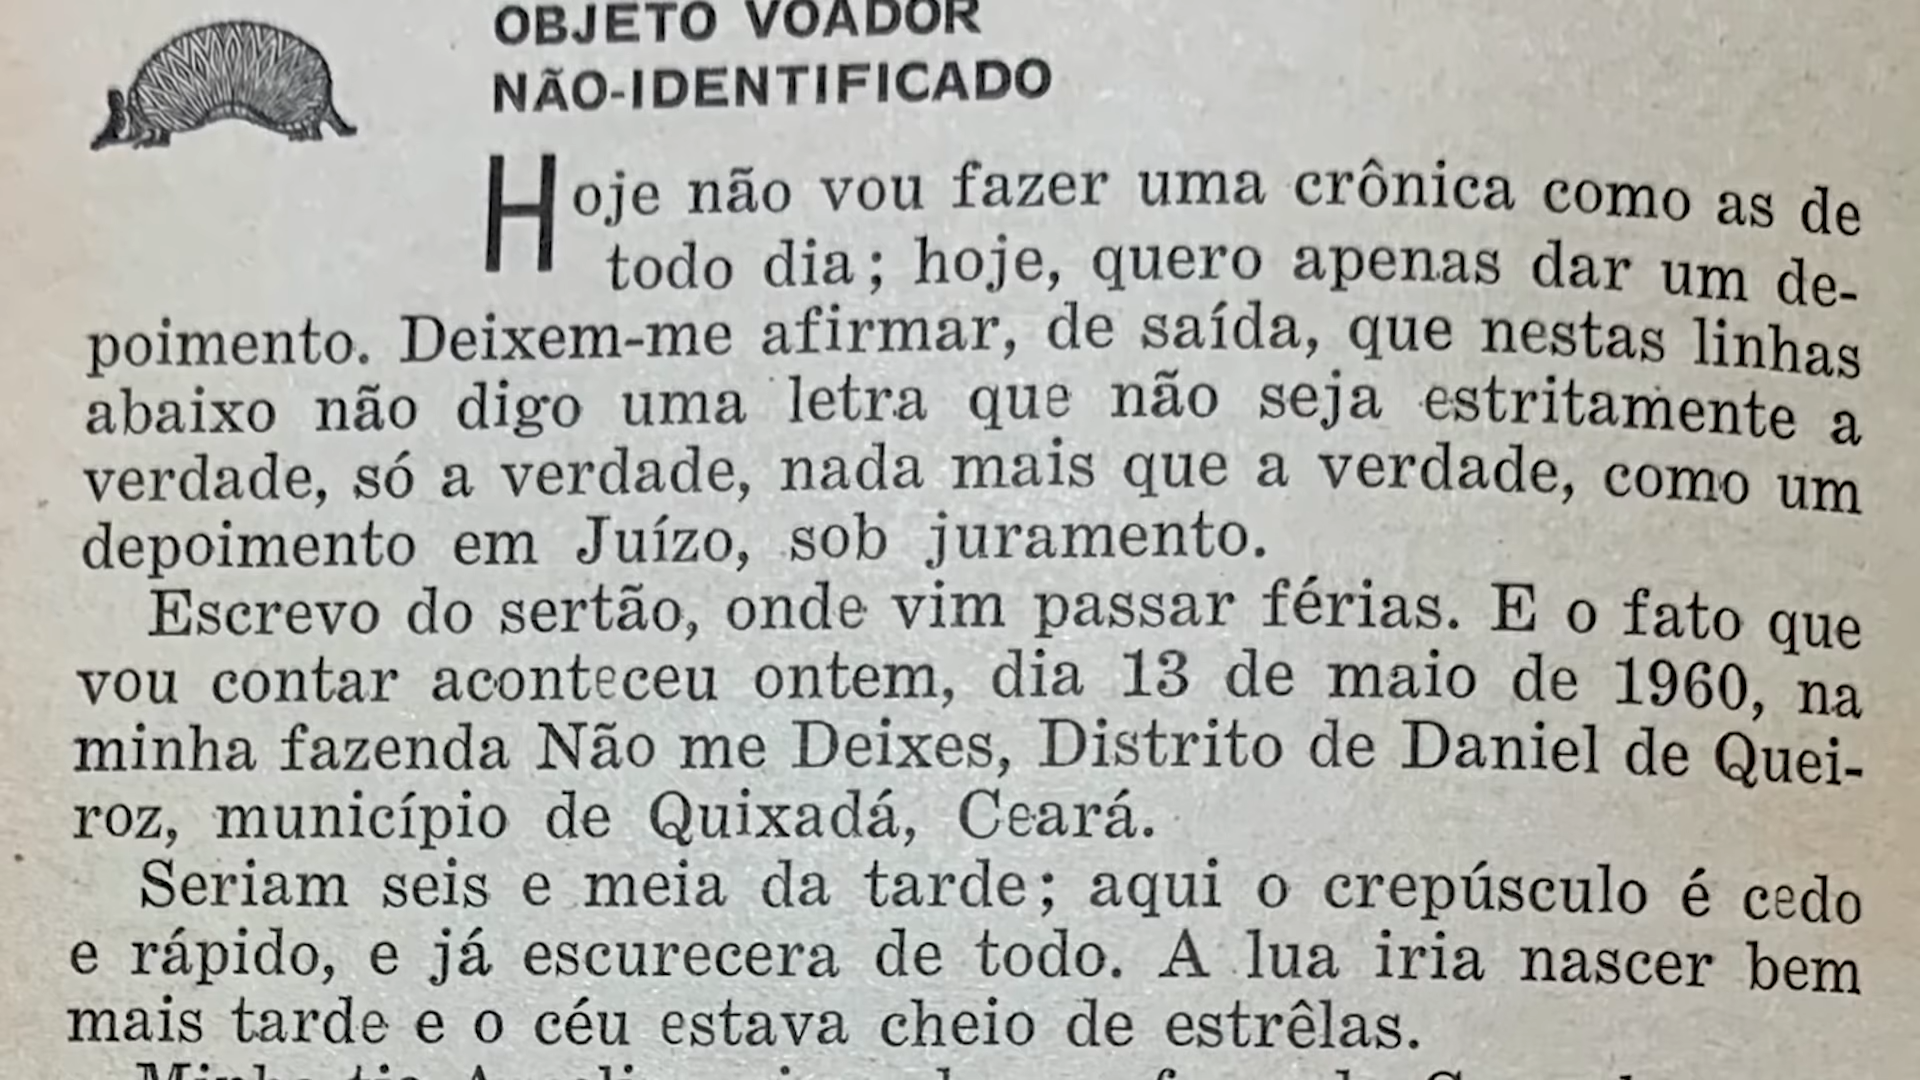 OBJETO VOADOR
NÃO-IDENTIFICADO
Hoje não vou fazer uma crônica como as de
todo dia; hoje, quero apenas dar um de-
poimento. Deixem-me afirmar, de saída, que nestas linhas
abaixo não digo uma letra que não seja estritamente a
verdade, só a verdade, nada mais que a verdade, como um
depoimento em Juízo, sob juramento.
Escrevo do sertão, onde vim passar férias. E o fato que
vou contar aconteceu ontem, dia 13 de maio de 1960, na
minha fazenda Não me Deixes, Distrito de Daniel de Quei-
roz, município de Quixadá, Ceará.
Seriam seis e meia da tarde; aqui o crepúsculo é cedo
e rápido, e já escurecera de todo. A lua iria nascer bem
mais tarde e o céu estava cheio de estrêlas.